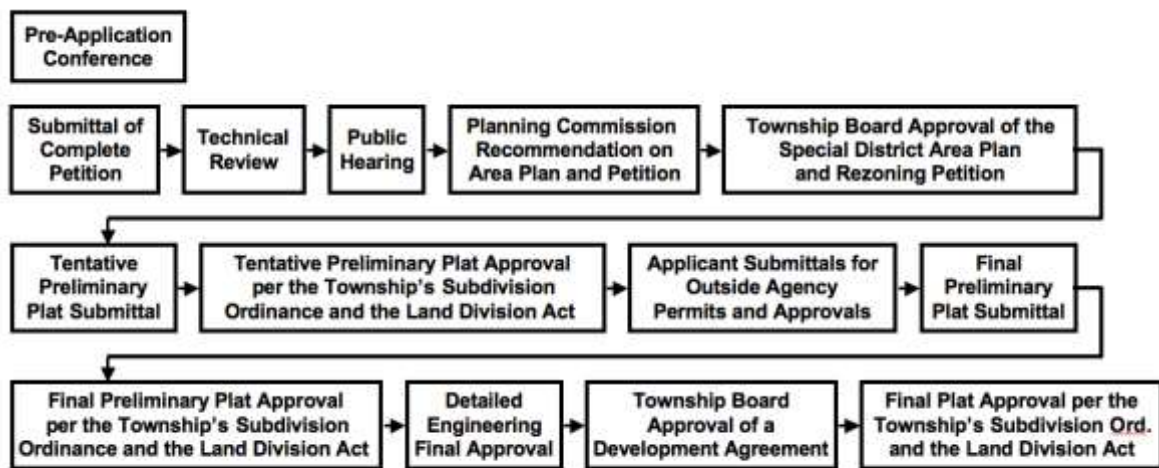 Pre-Application
Conference
Submittal of
Complete
Petition
Technical
Review
Public
Hearing
Planning Commission
Recommendation on
Area Plan and Petition
Township Board Approval of the
Special District Area Plan
and Rezoning Petition
Tentative
Preliminary
Plat Submittal
Tentative Preliminary Plat Approval
per the Township's Subdivision
Ordinance and the Land Division Act
Applicant Submittals for
Outside Agency
Permits and Approvals
Final
Preliminary
Plat Submittal
Final Preliminary Plat Approval
per the Township's Subdivision
Ordinance and the Land Division Act
Detailed
Engineering
Final Approval
Township Board
Approval of a
Development Agreement
Final Plat Approval per the
Township's Subdivision Ord.
and the Land Division Act